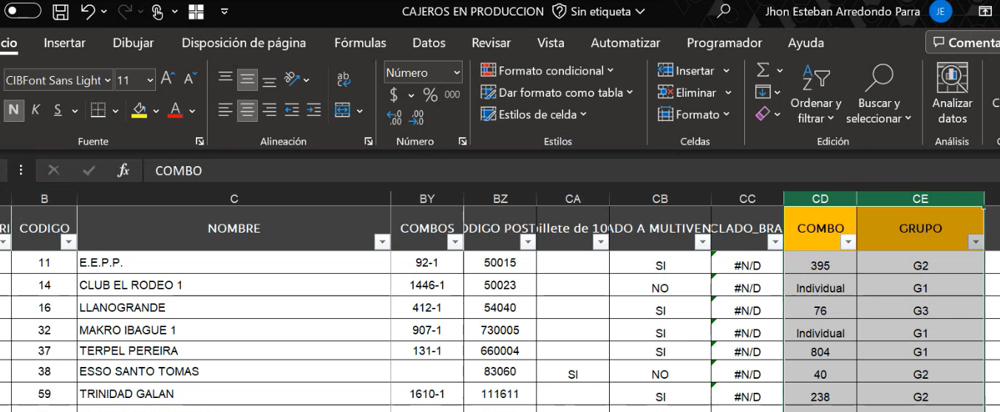 CAJEROS EN PRODUCCION Sin etiqueta Jhon Esteban Arredondo Parra JE
cio Insertar Dibujar Disposición de página Fórmulas Datos Revisar Vista Automatizar Programador Ayuda Comenta
CIBFont Sans Light 11 A A ab Número Formato condicional Insertar Σ
$ % 000 Dar formato como tabla Eliminar Ordenar y Buscar y Analizar
N K S A Estilos de celda Formato filtrar seleccionar datos
Fuente Alineación Número Estilos Celdas Edición Análisis
fx COMBO
B C BY BZ CA CB CC CD CE
RI CODIGO NOMBRE COMBOS ODIGO POST illete de 10 ADO A MULTIVEN CLADO_BRA COMBO GRUPO
11 E.E.P.P. 92-1 50015 SI #N/D 395 G2
14 CLUB EL RODEO 1 1446-1 50023 NO #N/D Individual G1
16 LLANOGRANDE 412-1 54040 SI #N/D 76 G3
32 MAKRO IBAGUE 1 907-1 730005 SI #N/D Individual G1
37 TERPEL PEREIRA 131-1 660004 SI #N/D 804 G1
38 ESSO SANTO TOMAS 83060 SI NO #N/D 40 G2
59 TRINIDAD GALAN 1610-1 111611 SI #N/D 238 G2